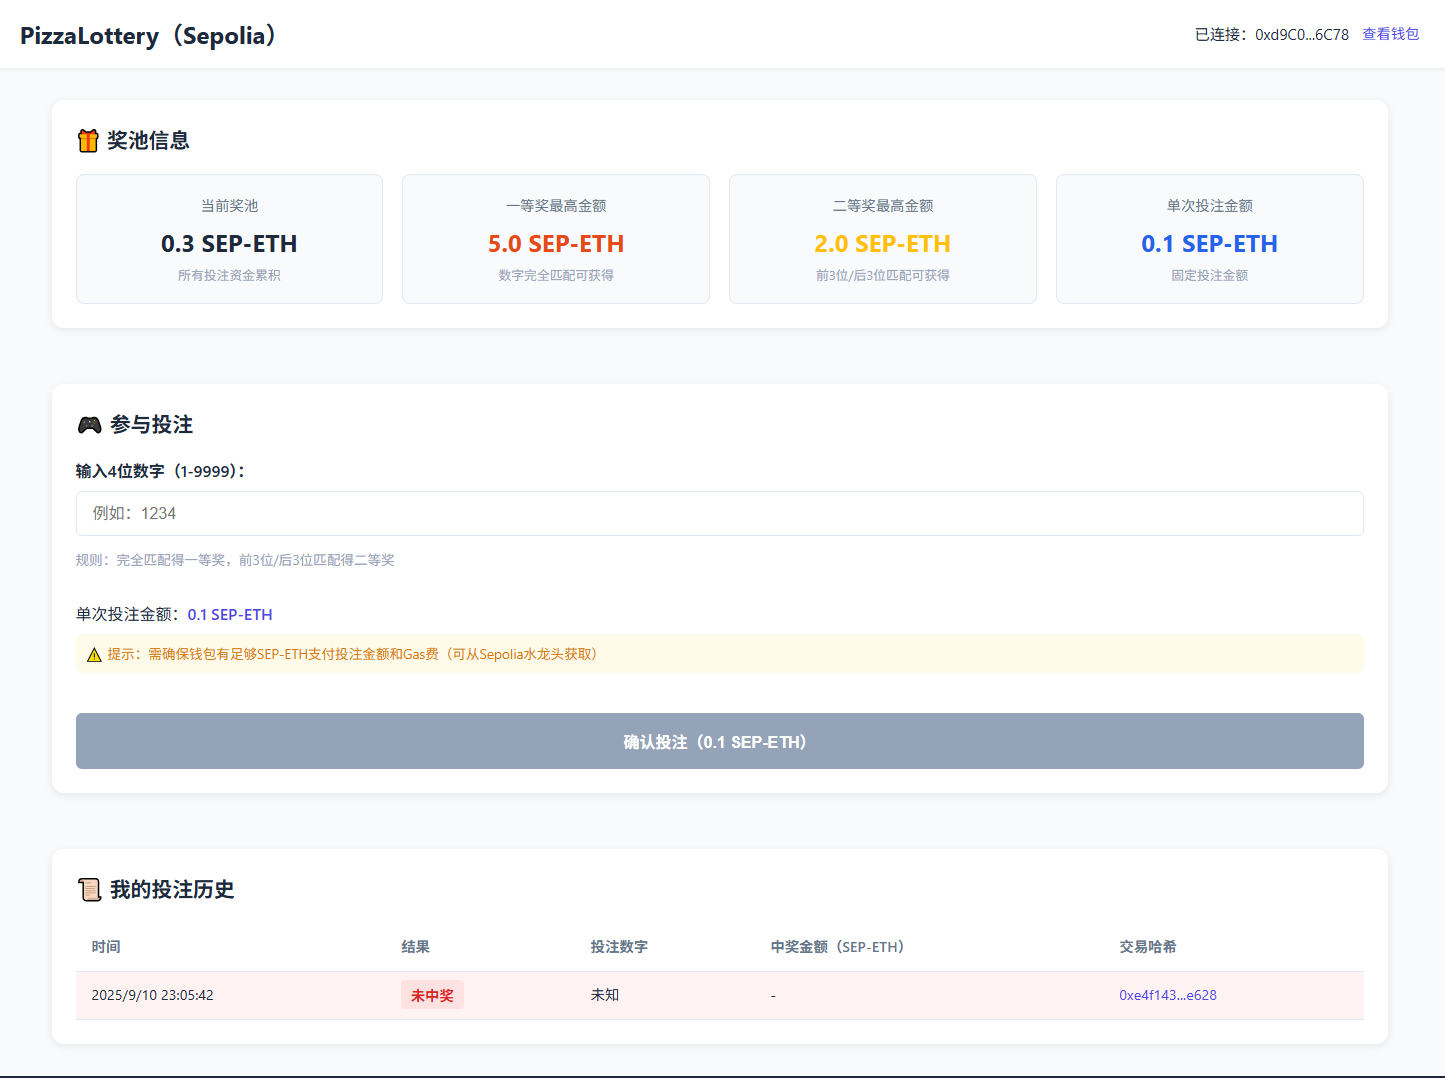 PizzaLottery（Sepolia）
已连接：0xd9C0...6C78 查看钱包
奖池信息
当前奖池
0.3 SEP-ETH
所有投注资金累积
一等奖最高金额
5.0 SEP-ETH
数字完全匹配可获得
二等奖最高金额
2.0 SEP-ETH
前3位/后3位匹配可获得
单次投注金额
0.1 SEP-ETH
固定投注金额
参与投注
输入4位数字（1-9999）：
例如：1234
规则：完全匹配得一等奖，前3位/后3位匹配得二等奖
单次投注金额：0.1 SEP-ETH
提示：需确保钱包有足够SEP-ETH支付投注金额和Gas费（可从Sepolia水龙头获取）
确认投注（0.1 SEP-ETH）
我的投注历史
时间 结果 投注数字 中奖金额（SEP-ETH） 交易哈希
2025/9/10 23:05:42 未中奖 未知 - 0xe4f143...e628